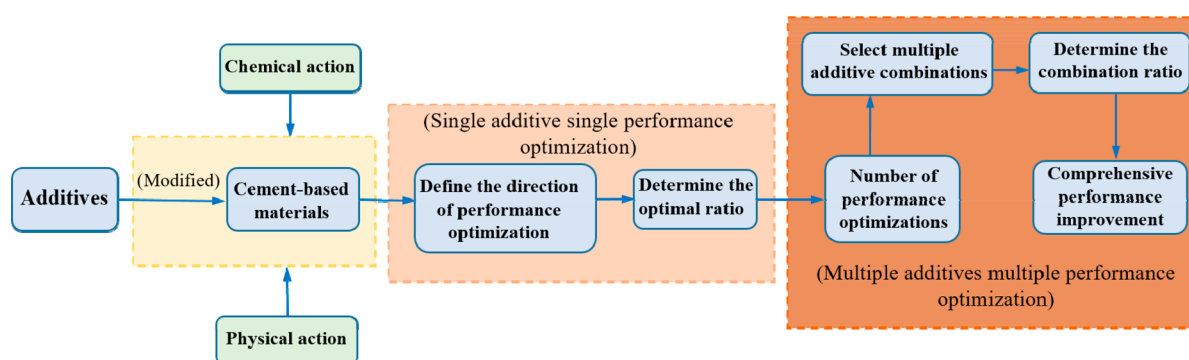 Additives
(Modified)
Chemical action
Cement-based
materials
Physical action
(Single additive single performance
optimization)
Define the direction
of performance
optimization
Determine the
optimal ratio
Number of
performance
optimizations
Select multiple
additive combinations
Determine the
combination ratio
Comprehensive
performance
improvement
(Multiple additives multiple performance
optimization)